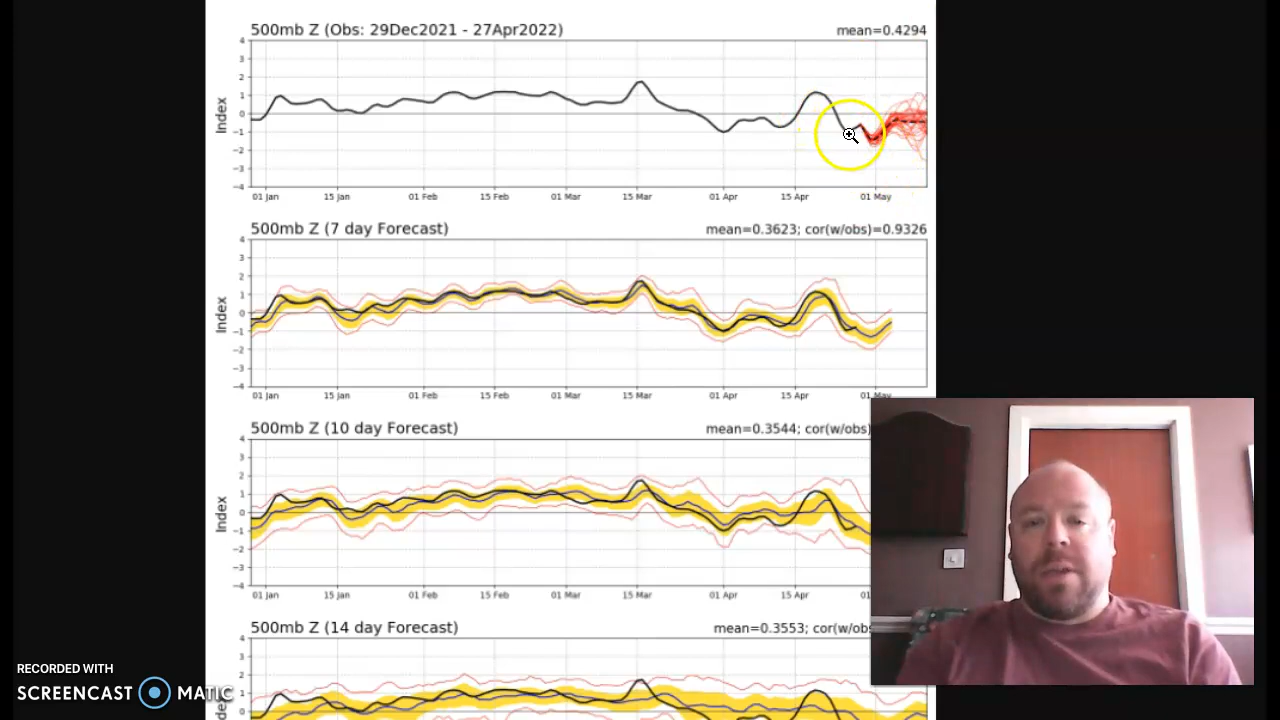 500mb Z (Obs: 29Dec2021 - 27Apr2022) mean=0.4294
4
3
2
1
0
−1
−2
−3
−4
Index
01 Jan 15 Jan 01 Feb 15 Feb 01 Mar 15 Mar 01 Apr 15 Apr 01 May
500mb Z (7 day Forecast) mean=0.3623; cor(w/obs)=0.9326
4
3
2
1
0
−1
−2
−3
−4
Index
01 Jan 15 Jan 01 Feb 15 Feb 01 Mar 15 Mar 01 Apr 15 Apr 01 May
500mb Z (10 day Forecast) mean=0.3544; cor(w/obs)
4
3
2
1
0
−1
−2
−3
−4
Index
01 Jan 15 Jan 01 Feb 15 Feb 01 Mar 15 Mar 01 Apr 15 Apr
500mb Z (14 day Forecast) mean=0.3553; cor(w/obs
4
3
2
1
0
RECORDED WITH
SCREENCAST MATIC